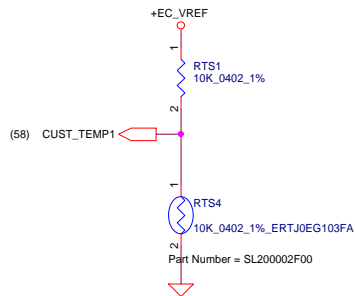 +EC_VREF
1
RTS1
10K_0402_1%
2
(58) CUST_TEMP1
1
RTS4
10K_0402_1%_ERTJ0EG103FA
2
Part Number = SL200002F00